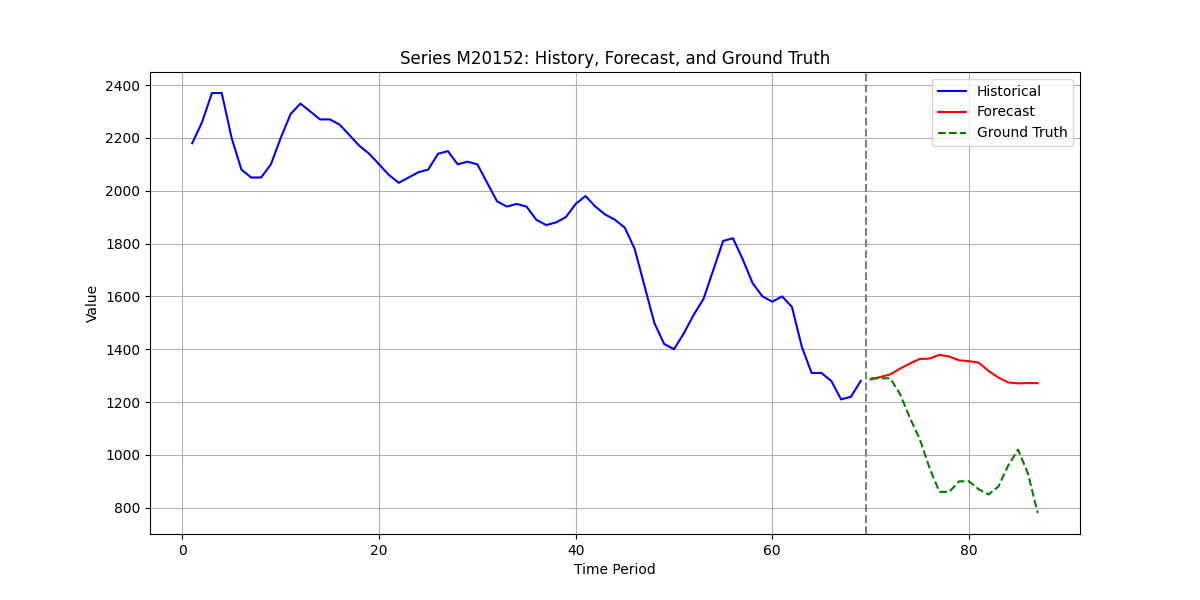 Series M20152: History, Forecast, and Ground Truth
Historical
Forecast
Ground Truth
2400
2200
2000
1800
1600
1400
1200
1000
800
Value
0 20 40 60 80
Time Period